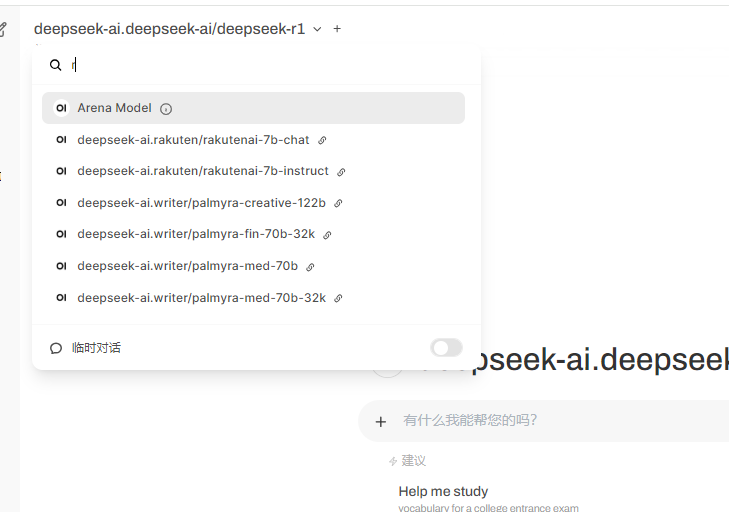 deepseek-ai.deepseek-ai/deepseek-r1
r
OI Arena Model
OI deepseek-ai.rakuten/rakutenai-7b-chat
OI deepseek-ai.rakuten/rakutenai-7b-instruct
OI deepseek-ai.writer/palmyra-creative-122b
OI deepseek-ai.writer/palmyra-fin-70b-32k
OI deepseek-ai.writer/palmyra-med-70b
OI deepseek-ai.writer/palmyra-med-70b-32k
临时对话
deepseek-ai.deepseek
有什么我能帮您的吗？
建议
Help me study
vocabulary for a college entrance exam